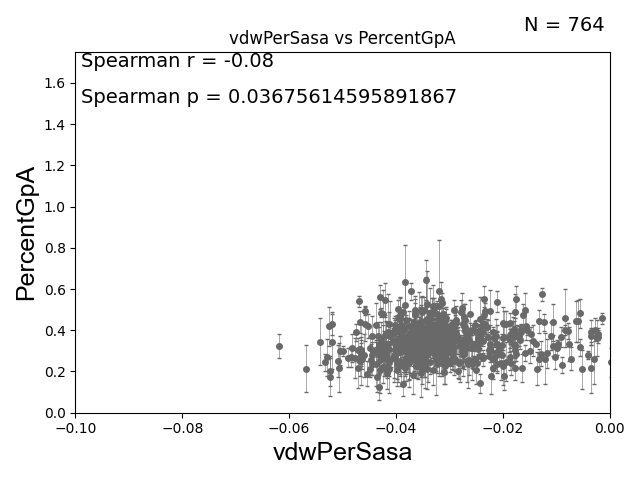 N = 764
vdwPerSasa vs PercentGpA
Spearman r = -0.08
Spearman p = 0.03675614595891867
PercentGpA
1.6
1.4
1.2
1.0
0.8
0.6
0.4
0.2
0.0
−0.10
−0.08
−0.06
−0.04
−0.02
0.00
vdwPerSasa